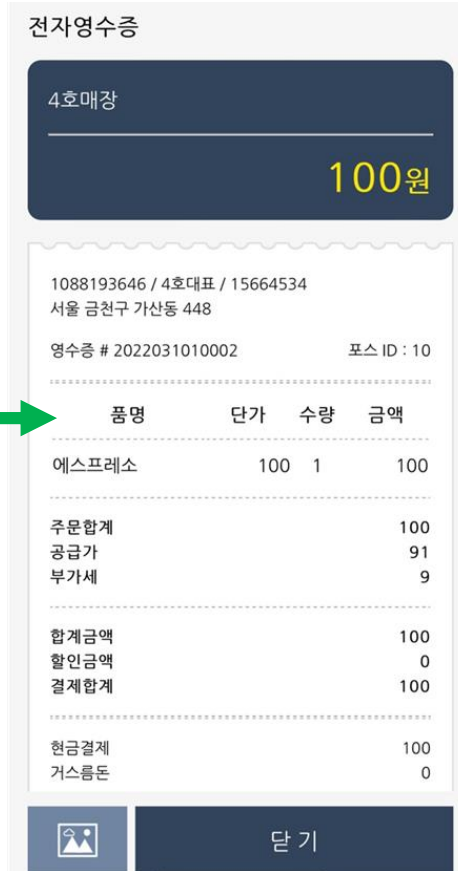 전자영수증
4호매장
100원
1088193646 / 4호대표 / 15664534
서울 금천구 가산동 448
영수증 # 2022031010002 포스 ID : 10
품명 단가 수량 금액
에스프레소 100 1 100
주문합계 100
공급가 91
부가세 9
합계금액 100
할인금액 0
결제합계 100
현금결제 100
거스름돈 0
닫 기